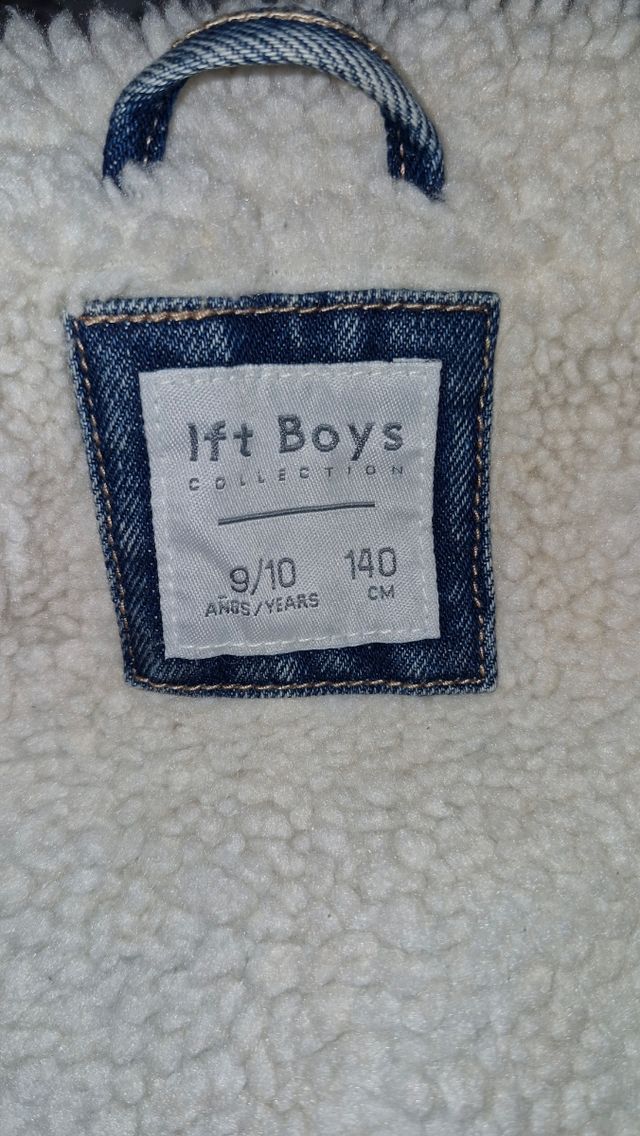 lft Boys
COLLECTION
9/10 140
AÑOS/YEARS CM